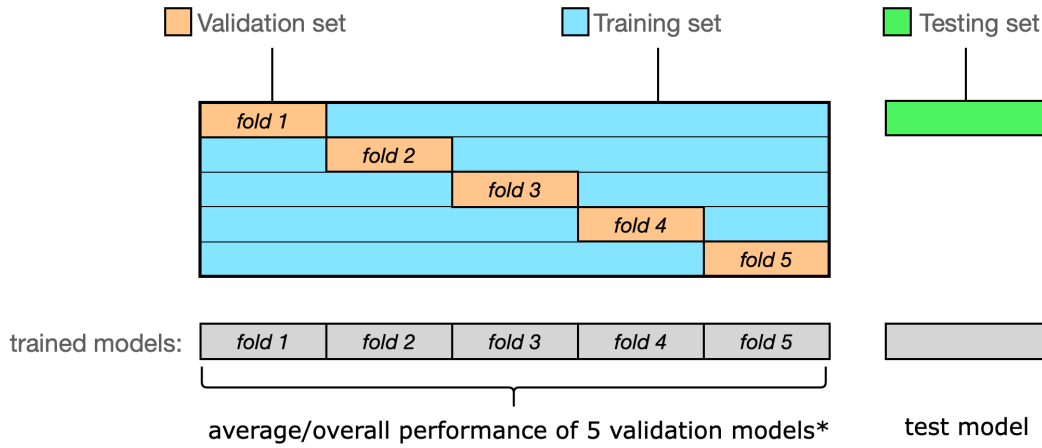 Validation set Training set Testing set
fold 1
fold 2
fold 3
fold 4
fold 5
trained models: fold 1 fold 2 fold 3 fold 4 fold 5
average/overall performance of 5 validation models* test model